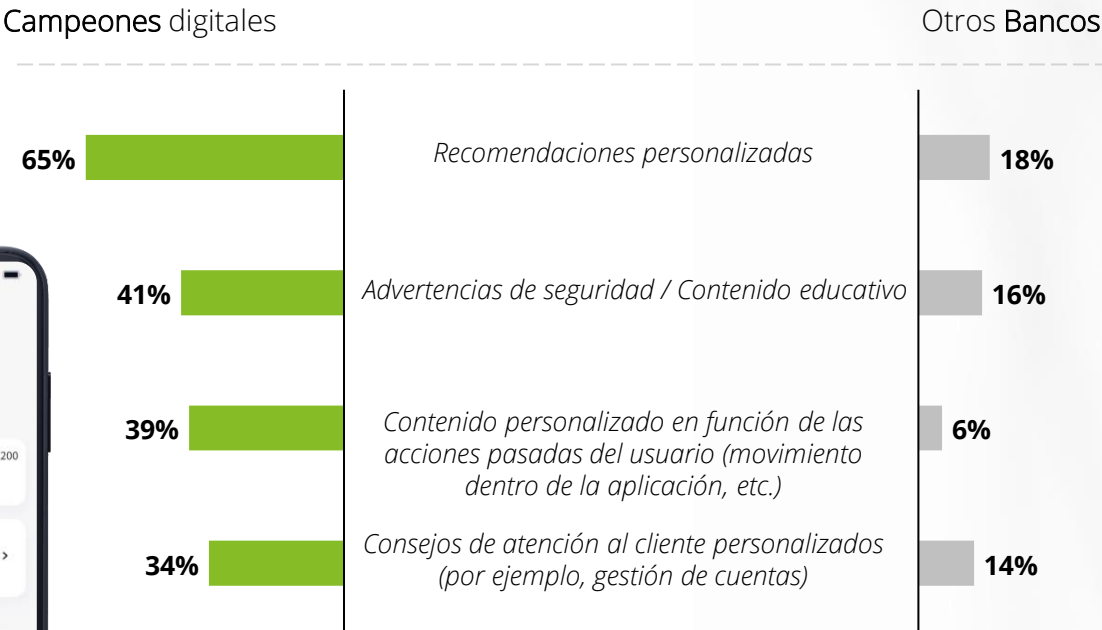 Campeones digitales
Otros Bancos
65%
Recomendaciones personalizadas
18%
41%
Advertencias de seguridad / Contenido educativo
16%
39%
Contenido personalizado en función de las
acciones pasadas del usuario (movimiento
dentro de la aplicación, etc.)
6%
200
34%
Consejos de atención al cliente personalizados
(por ejemplo, gestión de cuentas)
14%